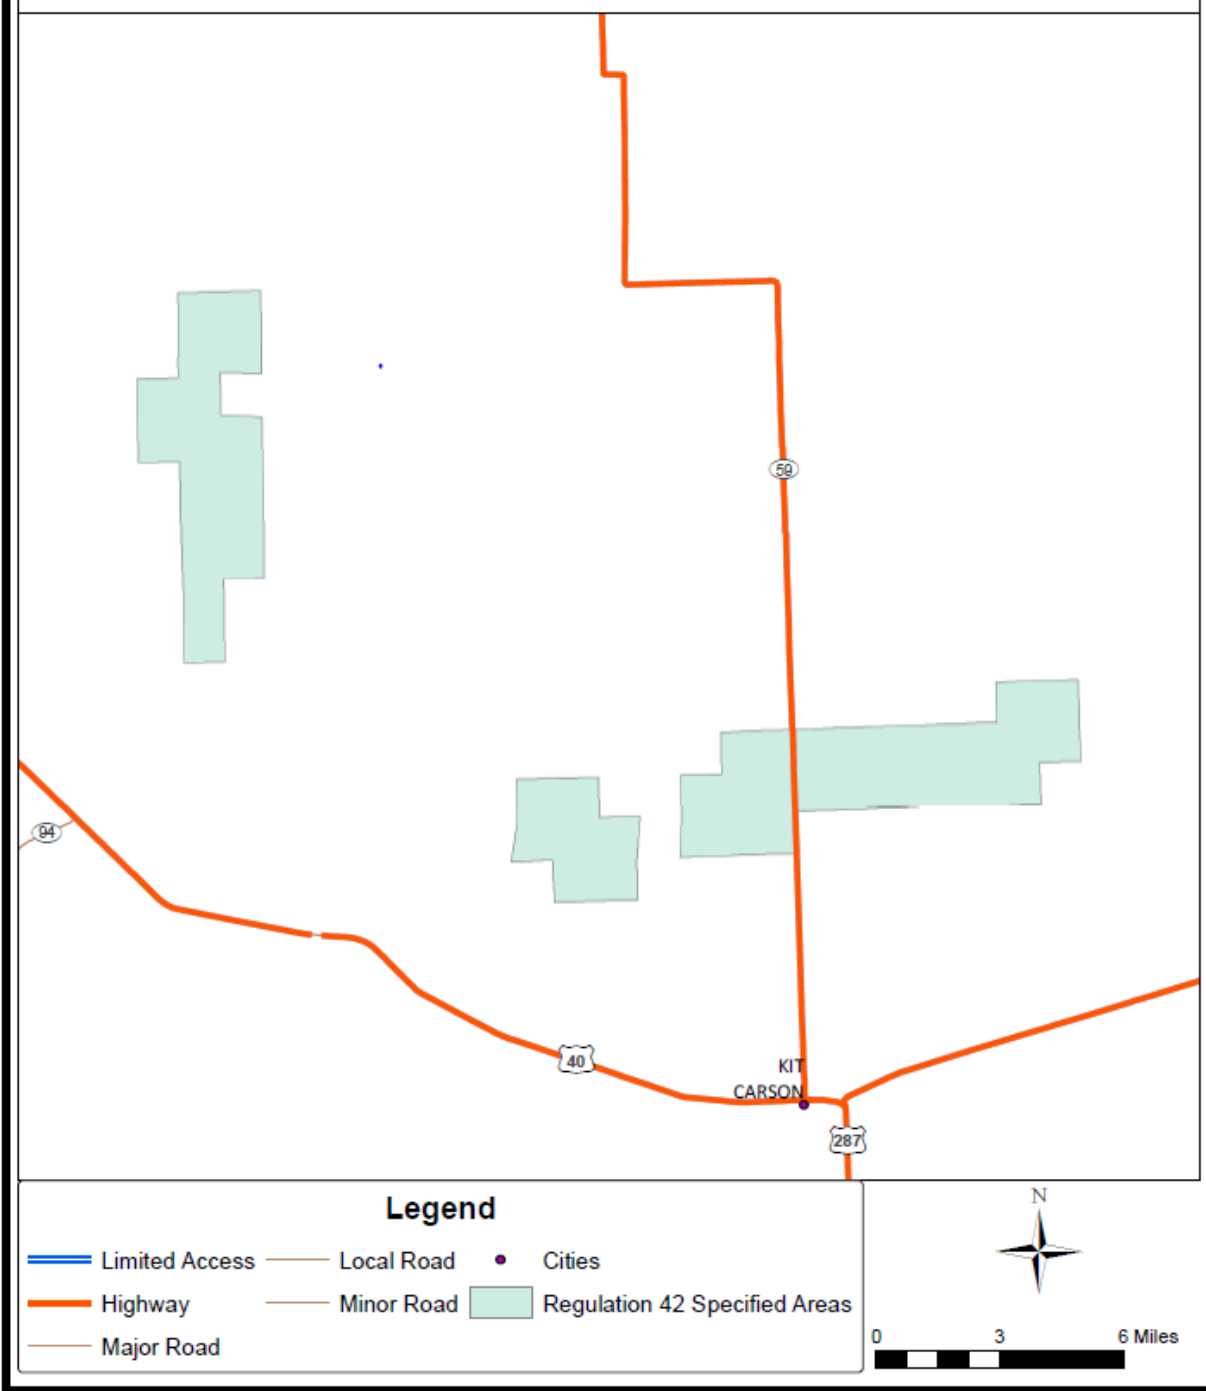 59
94
40
KIT
CARSON
287
Legend
Limited Access
Local Road
Cities
Highway
Minor Road
Regulation 42 Specified Areas
Major Road
N
0 3 6 Miles